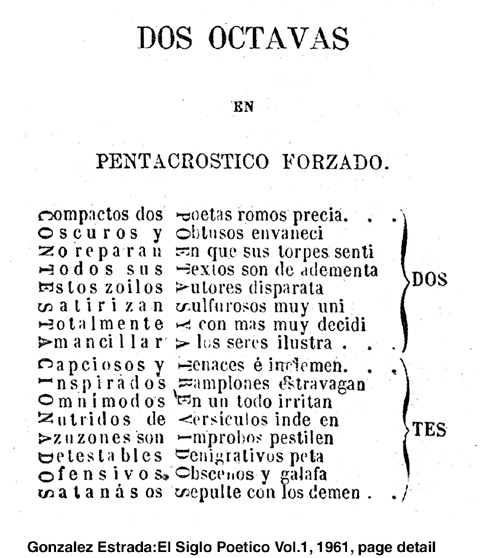 DOS OCTAVAS
EN
PENTACROSTICO FORZADO.
Compactos dos Poetas romos precia. . .
Oscuros y Obtusos envaneci
No reparan En que sus torpes senti
Todos sus Textos son de adementa
Estos zoilos Autores disparata
DOS
Satirizan Sulfurosos muy uni
Totalmente Y con mas muy decidi
Amancillar A los seres ilustra . . .
Capciosos y Tenaces é inclemen. . .
Inspirados Ramplones estravagan
Omnímodos En un todo irritan
Nutridos de Versículos inde en
TES
Azuzones son Improbos pestilen
Detestables Denigrativos peta
Ofensivos. Obscenos y galafa
Satanásos Sepulte con los demen . .
Gonzalez Estrada:El Siglo Poetico Vol.1, 1961, page detail